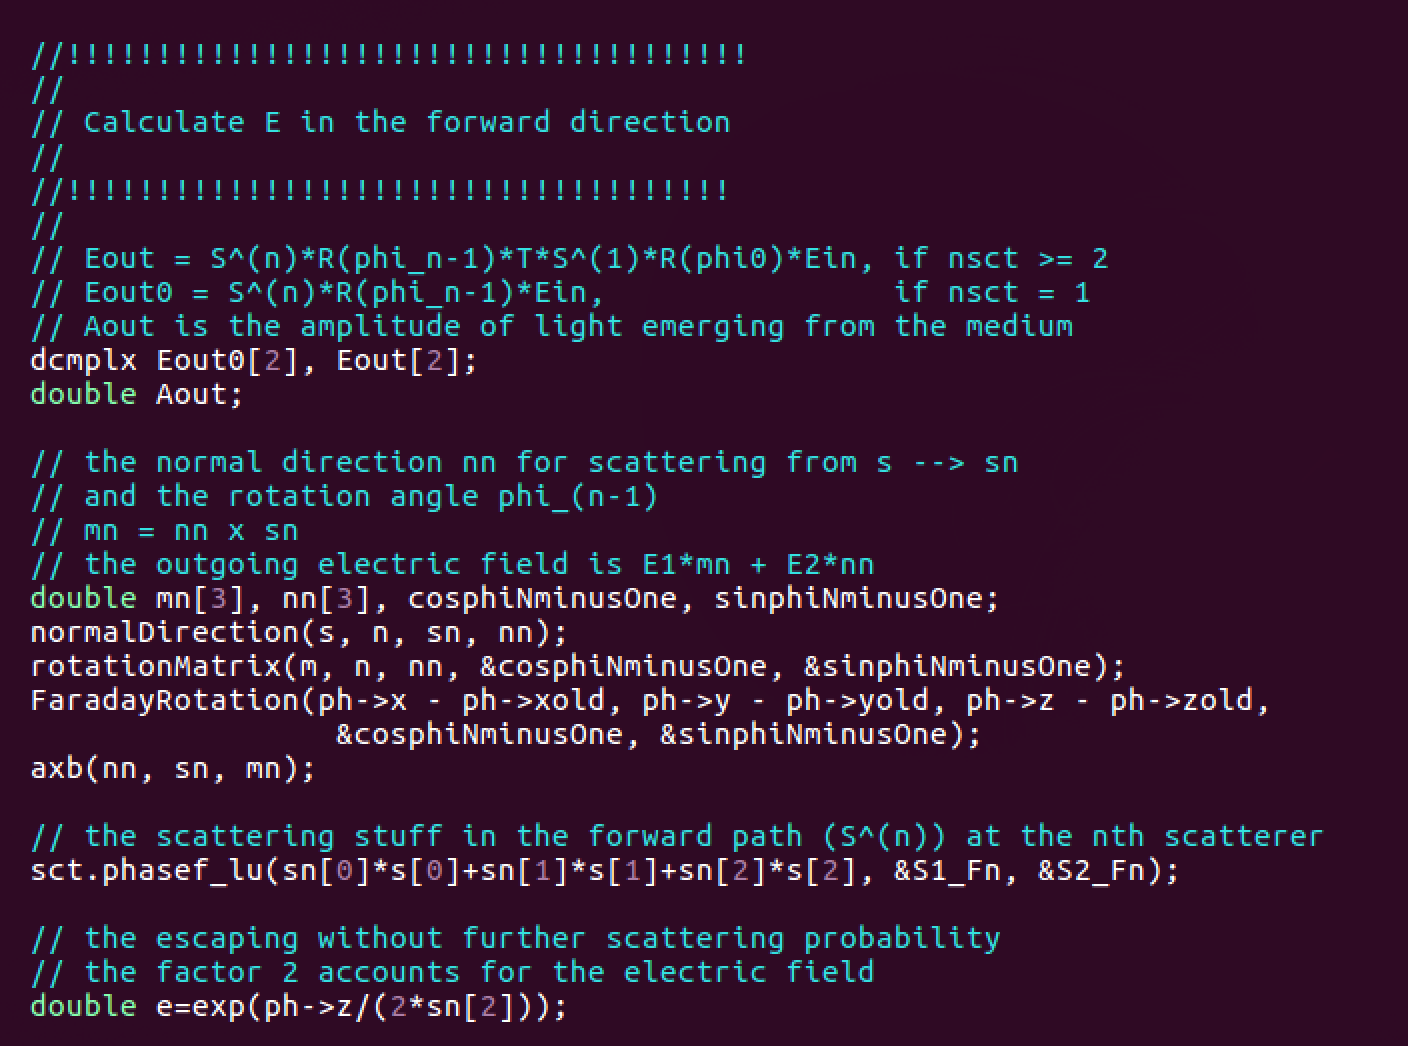 //!!!!!!!!!!!!!!!!!!!!!!!!!!!!!!!!!!!!!!
//
// Calculate E in the forward direction
//
//!!!!!!!!!!!!!!!!!!!!!!!!!!!!!!!!!!!!!
//
// Eout = S^(n)*R(phi_n-1)*T*S^(1)*R(phi0)*Ein, if nsct >= 2
// Eout0 = S^(n)*R(phi_n-1)*Ein,                if nsct = 1
// Aout is the amplitude of light emerging from the medium
dcmplx Eout0[2], Eout[2];
double Aout;

// the normal direction nn for scattering from s --> sn
// and the rotation angle phi_(n-1)
// mn = nn x sn
// the outgoing electric field is E1*mn + E2*nn
double mn[3], nn[3], cosphiNminusOne, sinphiNminusOne;
normalDirection(s, n, sn, nn);
rotationMatrix(m, n, nn, &cosphiNminusOne, &sinphiNminusOne);
FaradayRotation(ph->x - ph->xold, ph->y - ph->yold, ph->z - ph->zold,
                 &cosphiNminusOne, &sinphiNminusOne);
axb(nn, sn, mn);

// the scattering stuff in the forward path (S^(n)) at the nth scatterer
sct.phasef_lu(sn[0]*s[0]+sn[1]*s[1]+sn[2]*s[2], &S1_Fn, &S2_Fn);

// the escaping without further scattering probability
// the factor 2 accounts for the electric field
double e=exp(ph->z/(2*sn[2]));